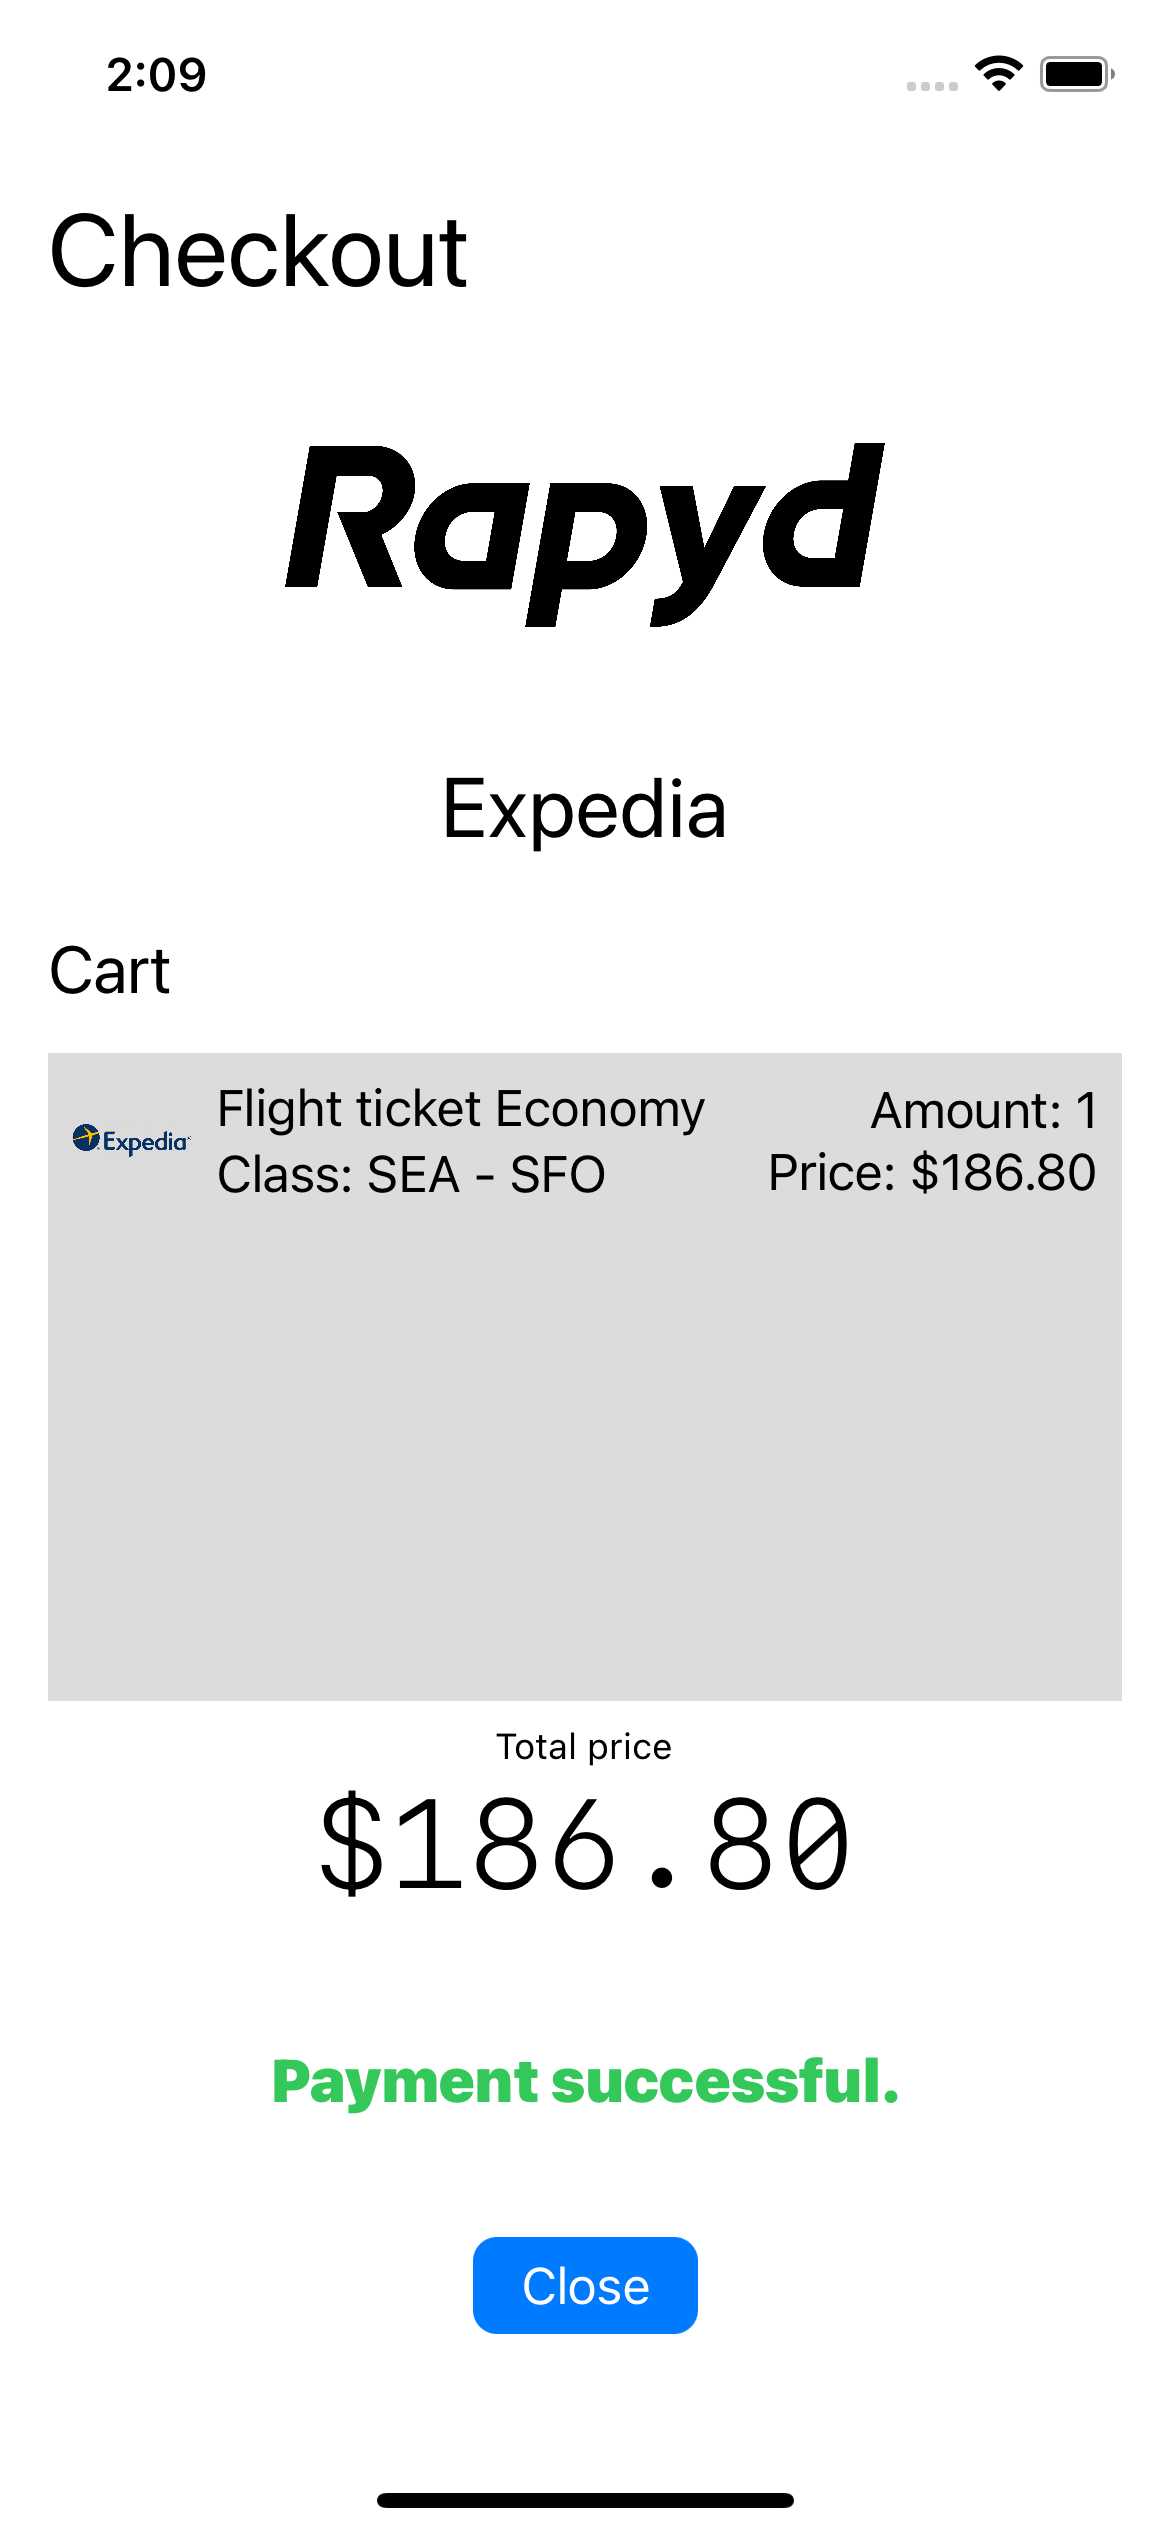 2:09
Checkout
Rapyd
Expedia
Cart
Expedia
Flight ticket Economy
Class: SEA - SFO
Amount: 1
Price: $186.80
Total price
$186.80
Payment successful.
Close